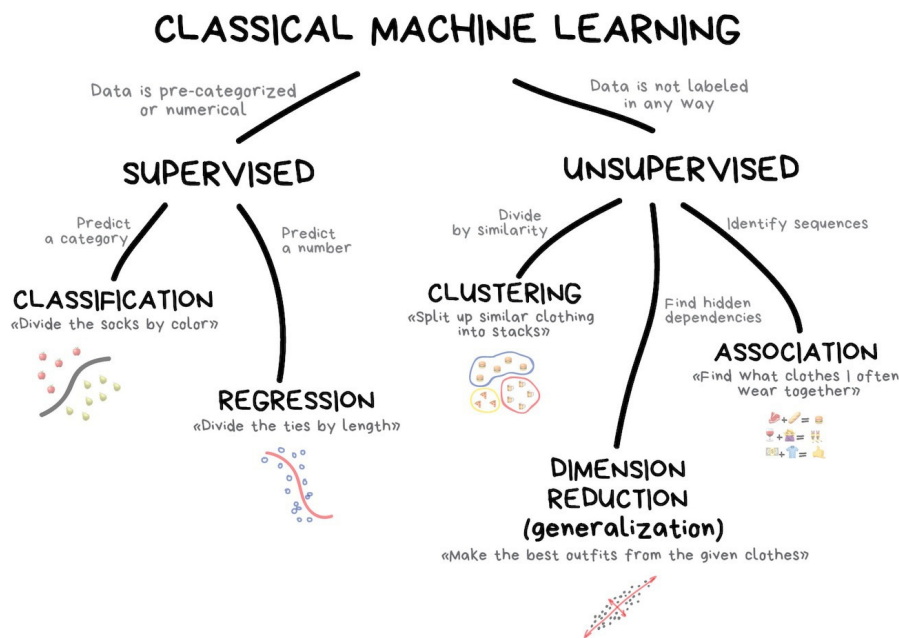 CLASSICAL MACHINE LEARNING
Data is pre-categorized
or numerical
Data is not labeled
in any way
SUPERVISED
UNSUPERVISED
Predict
a category
Predict
a number
Divide
by similarity
Identify sequences
CLASSIFICATION
«Divide the socks by color»
CLUSTERING
«Split up similar clothing
into stacks»
Find hidden
dependencies
ASSOCIATION
«Find what clothes I often
wear together»
REGRESSION
«Divide the ties by length»
+ =
+ =
+ =
DIMENSION
REDUCTION
(generalization)
«Make the best outfits from the given clothes»